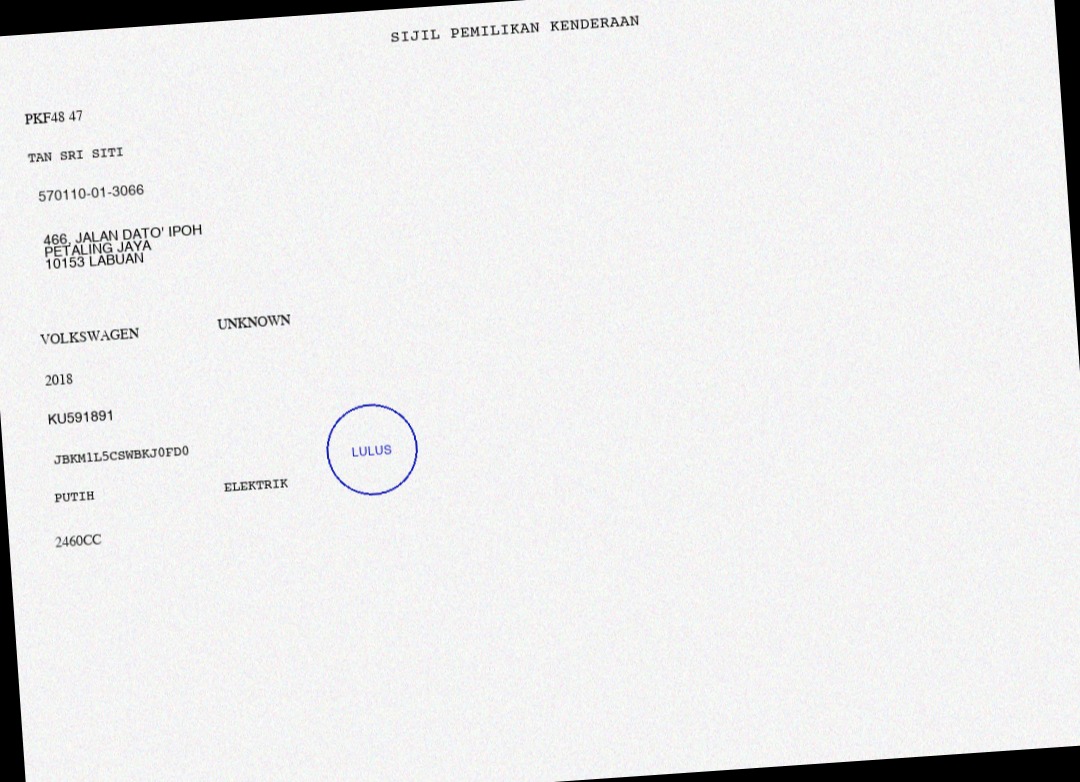 SIJIL PEMILIKAN KENDERAAN
PKF48 47
TAN SRI SITI
570110-01-3066
466, JALAN DATO' IPOH
PETALING JAYA
10153 LABUAN
VOLKSWAGEN UNKNOWN
2018
KU591891
JBKM1L5CSWBKJ0FD0
LULUS
PUTIH ELEKTRIK
2460CC